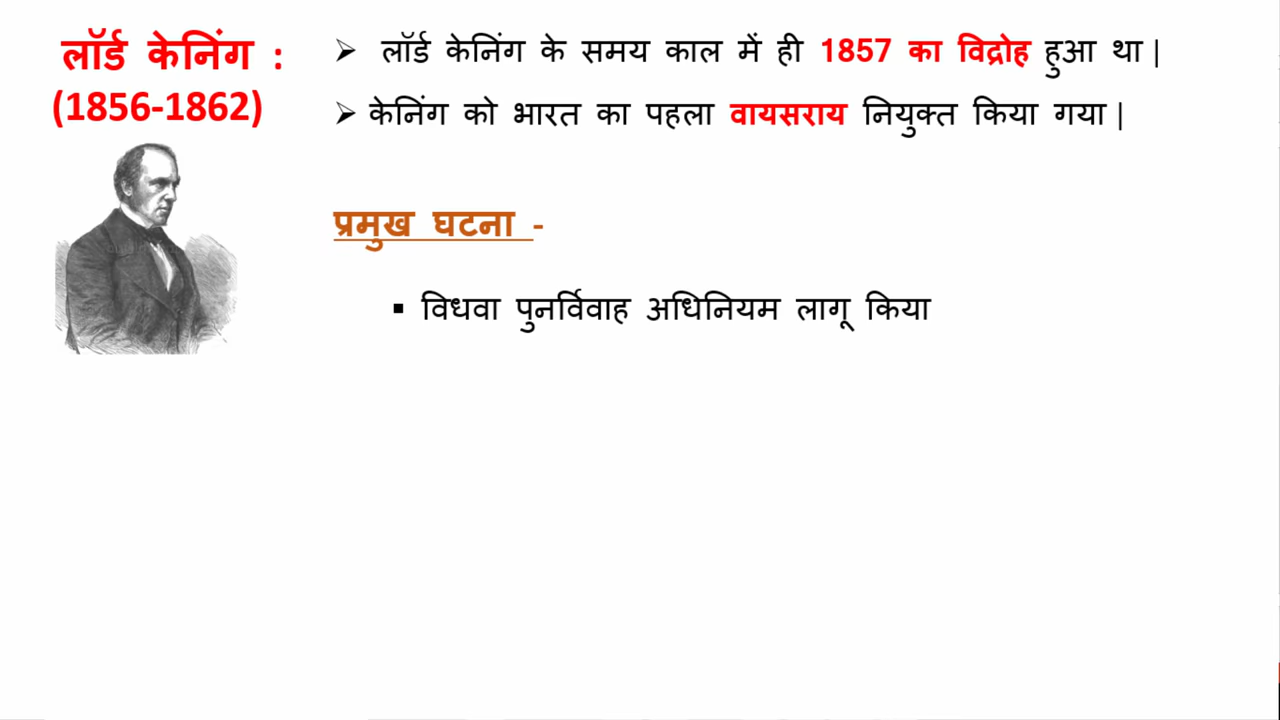 लॉर्ड केनिंग :
(1856-1862)
➢ लॉर्ड केनिंग के समय काल में ही 1857 का विद्रोह हुआ था |
➢ केनिंग को भारत का पहला वायसराय नियुक्त किया गया |
प्रमुख घटना -
▪ विधवा पुनर्विवाह अधिनियम लागू किया